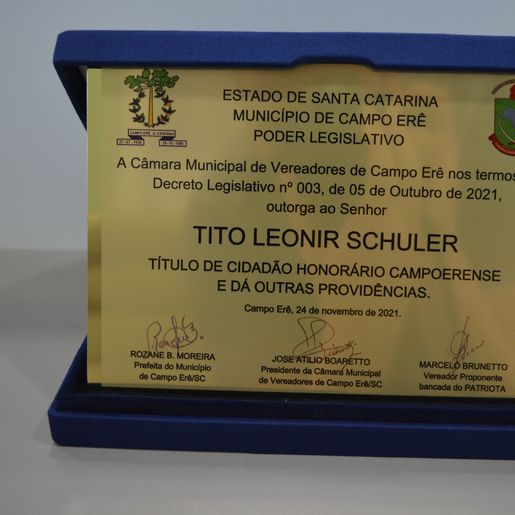 ESTADO DE SANTA CATARINA
MUNICÍPIO DE CAMPO ERÊ
PODER LEGISLATIVO
CAMPO ERÊ S. CATARINA
A Câmara Municipal de Vereadores de Campo Erê nos termos
Decreto Legislativo nº 003, de 05 de Outubro de 2021,
outorga ao Senhor
TITO LEONIR SCHULER
TÍTULO DE CIDADÃO HONORÁRIO CAMPOERENSE
E DÁ OUTRAS PROVIDÊNCIAS.
Campo Erê, 24 de novembro de 2021.
ROZANE B. MOREIRA
Prefeita do Município
de Campo Erê/SC
JOSE ATILIO BOARETTO
Presidente da Câmara Municipal
de Vereadores de Campo Erê/SC
MARCELO BRUNETTO
Vereador Proponente
bancada do PATRIOTA